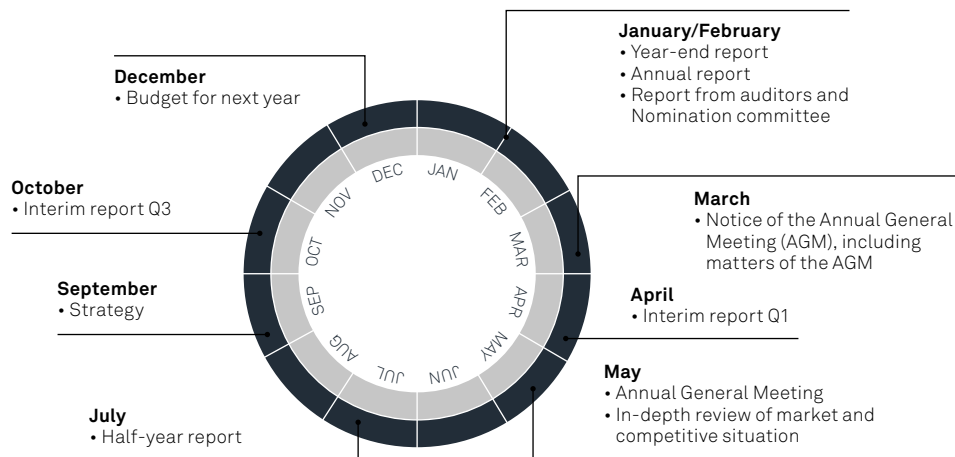 January/February
• Year-end report
• Annual report
• Report from auditors and
Nomination committee
December
• Budget for next year
October
• Interim report Q3
March
• Notice of the Annual General
Meeting (AGM), including
matters of the AGM
September
• Strategy
April
• Interim report Q1
May
• Annual General Meeting
• In-depth review of market and
competitive situation
July
• Half-year report
JAN
FEB
MAR
APR
MAY
JUN
JUL
AUG
SEP
OCT
NOV
DEC